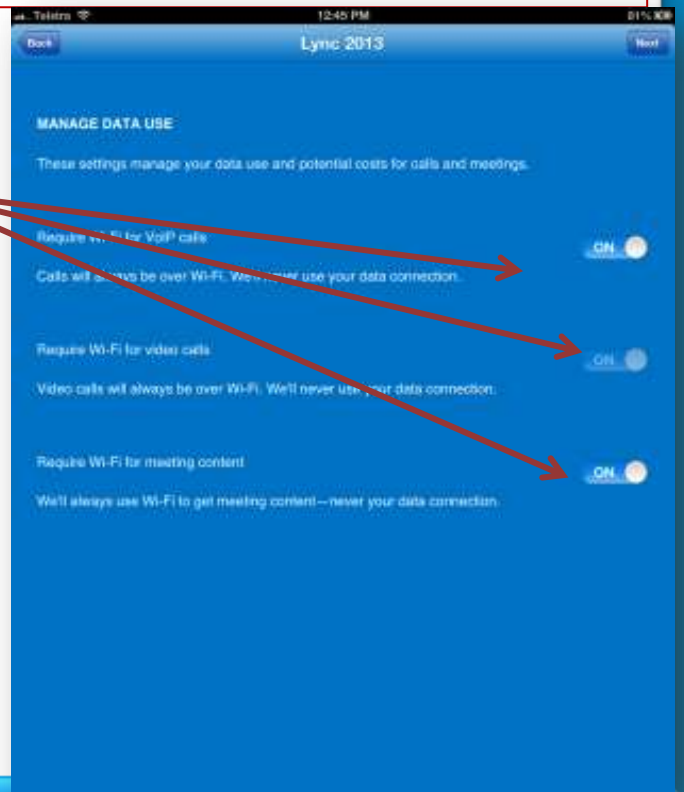 Telstra 12:45 PM 81%
Back Lync 2013 Next
MANAGE DATA USE
These settings manage your data use and potential costs for calls and meetings.
Require Wi-Fi for VoIP calls ON
Calls will always be over Wi-Fi. We'll never use your data connection.
Require Wi-Fi for video calls ON
Video calls will always be over Wi-Fi. We'll never use your data connection.
Require Wi-Fi for meeting content ON
We'll always use Wi-Fi to get meeting content—never your data connection.